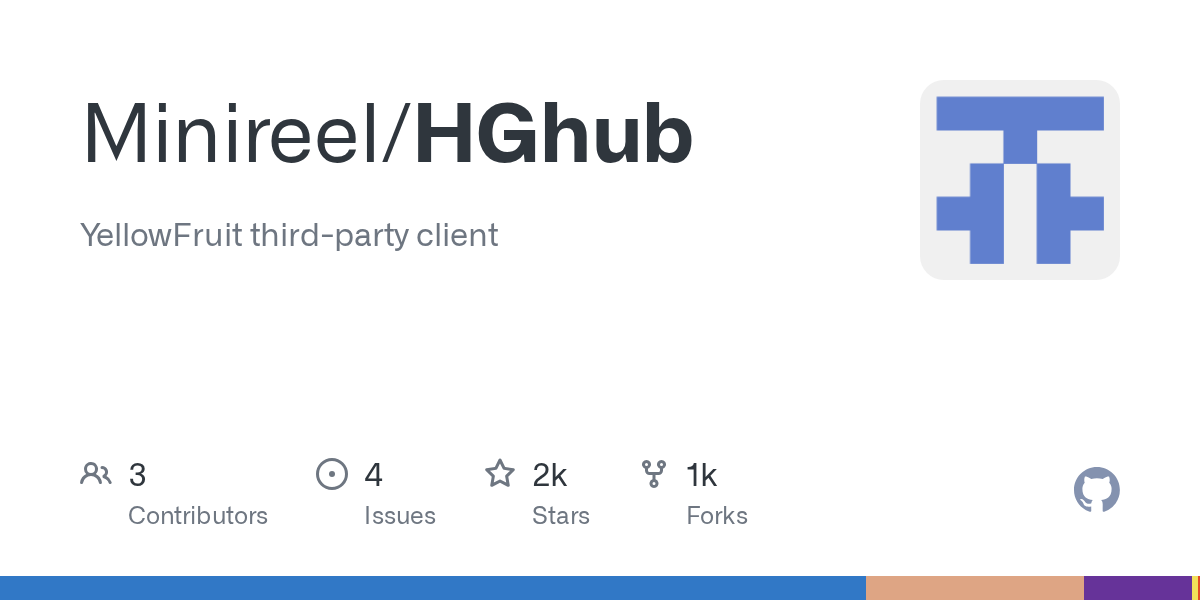 Minireel/HGhub
YellowFruit third-party client
3
Contributors
4
Issues
2k
Stars
1k
Forks